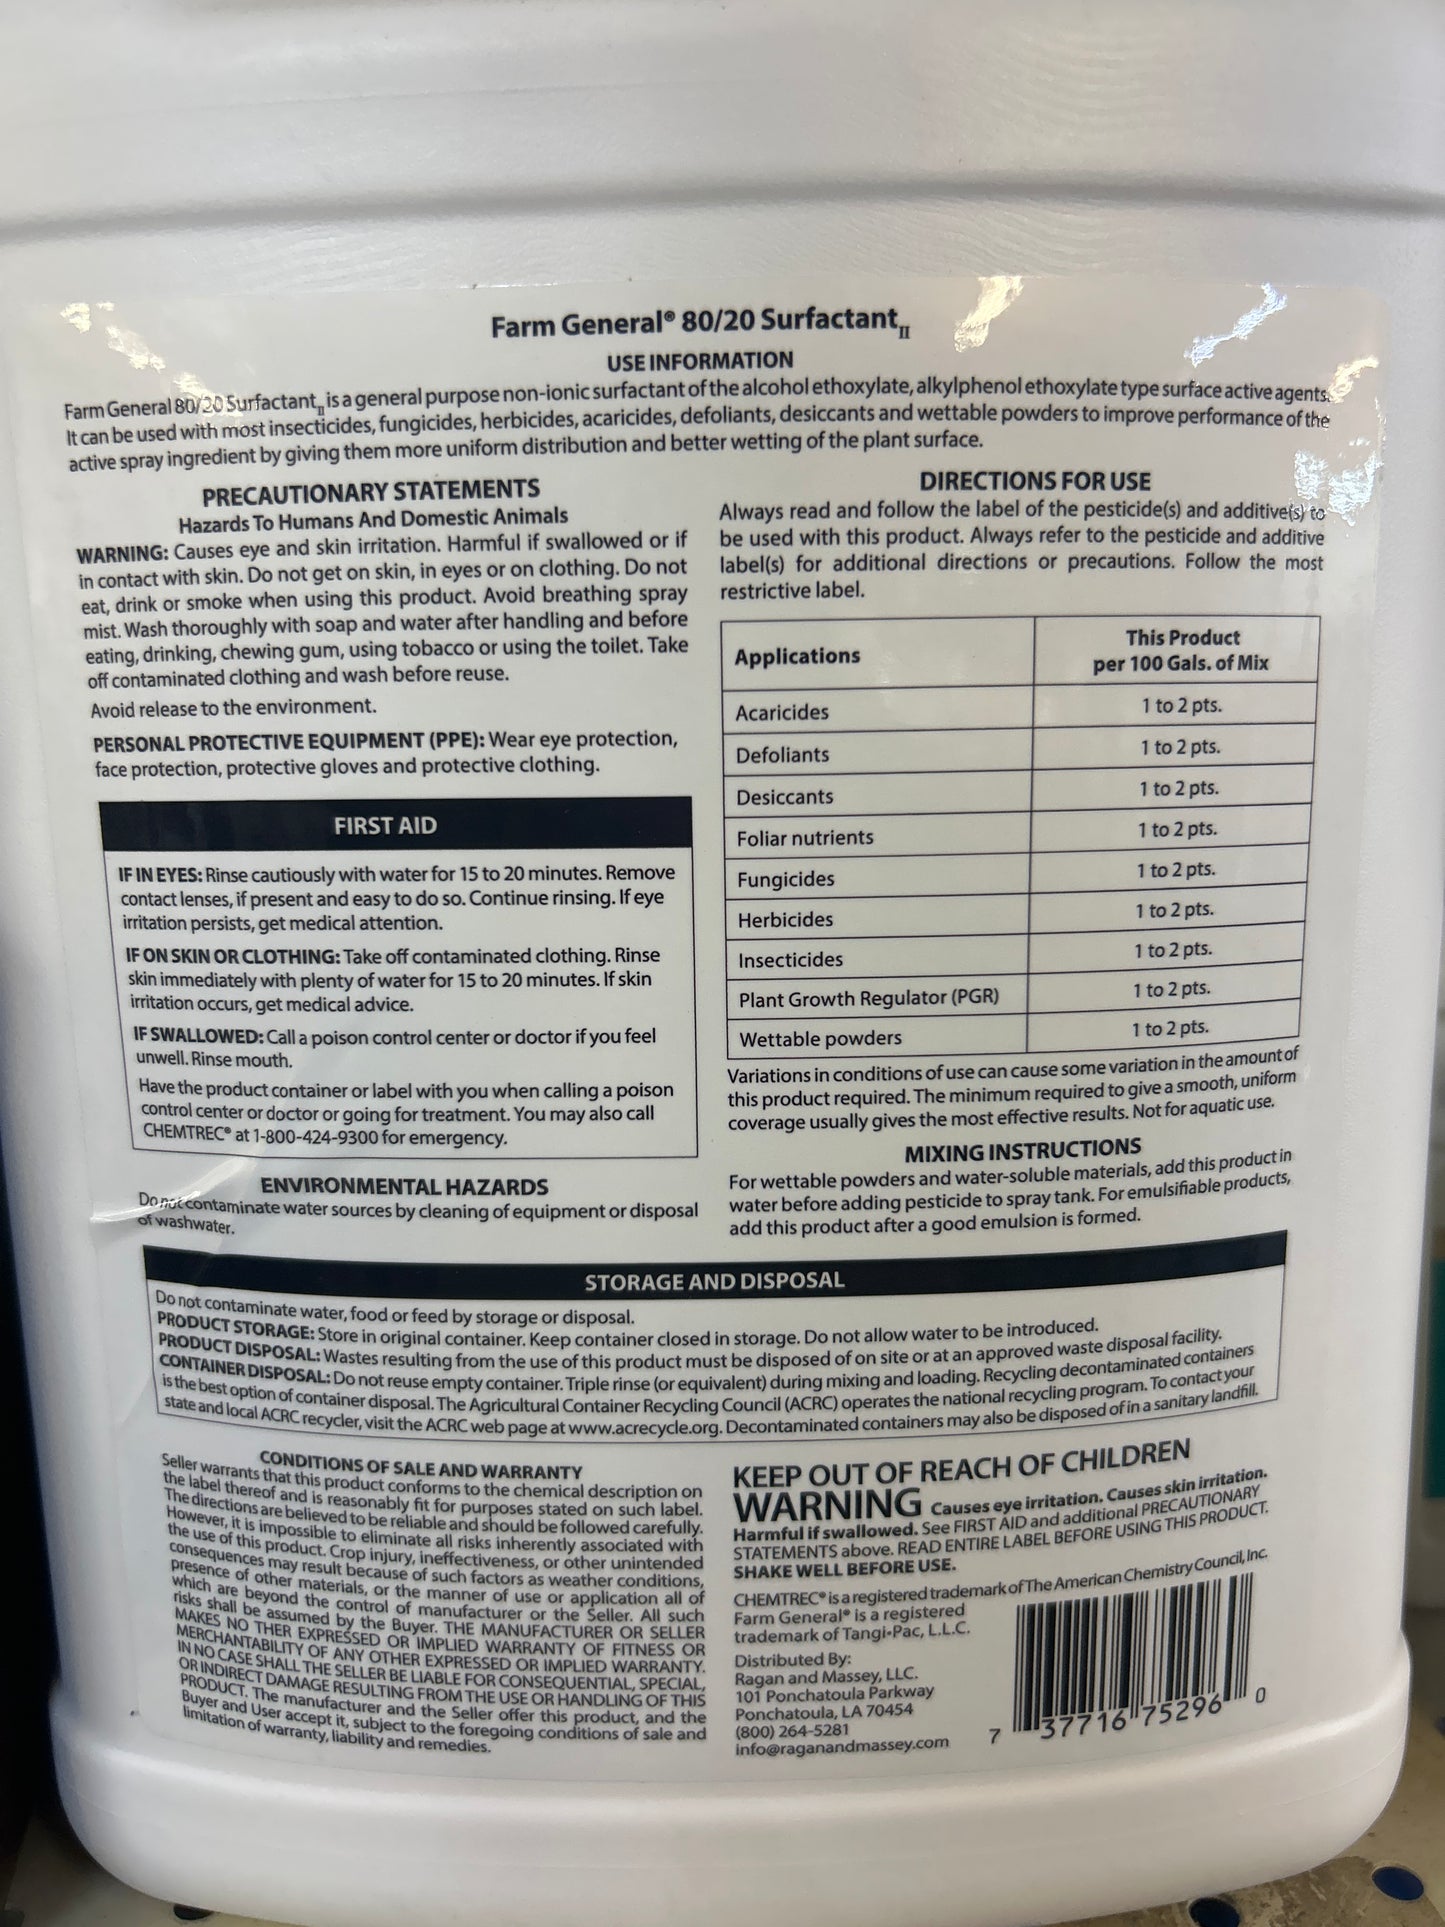 Farm General® 80/20 Surfactant II
USE INFORMATION
Farm General 80/20 Surfactant II is a general purpose non-ionic surfactant of the alcohol ethoxylate, alkylphenol ethoxylate type surface active agents.
It can be used with most insecticides, fungicides, herbicides, acaricides, defoliants, desiccants and wettable powders to improve performance of the
active spray ingredient by giving them more uniform distribution and better wetting of the plant surface.
PRECAUTIONARY STATEMENTS
Hazards To Humans And Domestic Animals
WARNING: Causes eye and skin irritation. Harmful if swallowed or if
in contact with skin. Do not get on skin, in eyes or on clothing. Do not
eat, drink or smoke when using this product. Avoid breathing spray
mist. Wash thoroughly with soap and water after handling and before
eating, drinking, chewing gum, using tobacco or using the toilet. Take
off contaminated clothing and wash before reuse.
Avoid release to the environment.
PERSONAL PROTECTIVE EQUIPMENT (PPE): Wear eye protection,
face protection, protective gloves and protective clothing.
FIRST AID
IF IN EYES: Rinse cautiously with water for 15 to 20 minutes. Remove
contact lenses, if present and easy to do so. Continue rinsing. If eye
irritation persists, get medical attention.
IF ON SKIN OR CLOTHING: Take off contaminated clothing. Rinse
skin immediately with plenty of water for 15 to 20 minutes. If skin
irritation occurs, get medical advice.
IF SWALLOWED: Call a poison control center or doctor if you feel
unwell. Rinse mouth.
Have the product container or label with you when calling a poison
control center or doctor or going for treatment. You may also call
CHEMTREC® at 1-800-424-9300 for emergency.
ENVIRONMENTAL HAZARDS
Do not contaminate water sources by cleaning of equipment or disposal
of washwater.
DIRECTIONS FOR USE
Always read and follow the label of the pesticide(s) and additive(s) to
be used with this product. Always refer to the pesticide and additive
label(s) for additional directions or precautions. Follow the most
restrictive label.
Applications This Product
per 100 Gals. of Mix
Acaricides 1 to 2 pts.
Defoliants 1 to 2 pts.
Desiccants 1 to 2 pts.
Foliar nutrients 1 to 2 pts.
Fungicides 1 to 2 pts.
Herbicides 1 to 2 pts.
Insecticides 1 to 2 pts.
Plant Growth Regulator (PGR) 1 to 2 pts.
Wettable powders 1 to 2 pts.
Variations in conditions of use can cause some variation in the amount of
this product required. The minimum required to give a smooth, uniform
coverage usually gives the most effective results. Not for aquatic use.
MIXING INSTRUCTIONS
For wettable powders and water-soluble materials, add this product in
water before adding pesticide to spray tank. For emulsifiable products,
add this product after a good emulsion is formed.
STORAGE AND DISPOSAL
Do not contaminate water, food or feed by storage or disposal.
PRODUCT STORAGE: Store in original container. Keep container closed in storage. Do not allow water to be introduced.
PRODUCT DISPOSAL: Wastes resulting from the use of this product must be disposed of on site or at an approved waste disposal facility.
CONTAINER DISPOSAL: Do not reuse empty container. Triple rinse (or equivalent) during mixing and loading. Recycling decontaminated containers
is the best option of container disposal. The Agricultural Container Recycling Council (ACRC) operates the national recycling program. To contact your
state and local ACRC recycler, visit the ACRC web page at www.acrecycle.org. Decontaminated containers may also be disposed of in a sanitary landfill.
CONDITIONS OF SALE AND WARRANTY
Seller warrants that this product conforms to the chemical description on
the label thereof and is reasonably fit for purposes stated on such label.
The directions are believed to be reliable and should be followed carefully.
However, it is impossible to eliminate all risks inherently associated with
the use of this product. Crop injury, ineffectiveness, or other unintended
consequences may result because of such factors as weather conditions,
presence of other materials, or the manner of use or application all of
which are beyond the control of manufacturer or the Seller. All such
risks shall be assumed by the Buyer. THE MANUFACTURER OR SELLER
MAKES NO THER EXPRESSED OR IMPLIED WARRANTY OF FITNESS OR
MERCHANTABILITY OF ANY OTHER EXPRESSED OR IMPLIED WARRANTY.
IN NO CASE SHALL THE SELLER BE LIABLE FOR CONSEQUENTIAL, SPECIAL,
OR INDIRECT DAMAGE RESULTING FROM THE USE OR HANDLING OF THIS
PRODUCT. The manufacturer and the Seller offer this product, and the
Buyer and User accept it, subject to the foregoing conditions of sale and
limitation of warranty, liability and remedies.
KEEP OUT OF REACH OF CHILDREN
WARNING Causes eye irritation. Causes skin irritation.
Harmful if swallowed. See FIRST AID and additional PRECAUTIONARY
STATEMENTS above. READ ENTIRE LABEL BEFORE USING THIS PRODUCT.
SHAKE WELL BEFORE USE.
CHEMTREC® is a registered trademark of The American Chemistry Council, Inc.
Farm General® is a registered
trademark of Tangi-Pac, L.L.C.
Distributed By:
Ragan and Massey, LLC.
101 Ponchatoula Parkway
Ponchatoula, LA 70454
(800) 264-5281
info@raganandmassey.com
7 37716 75296 0